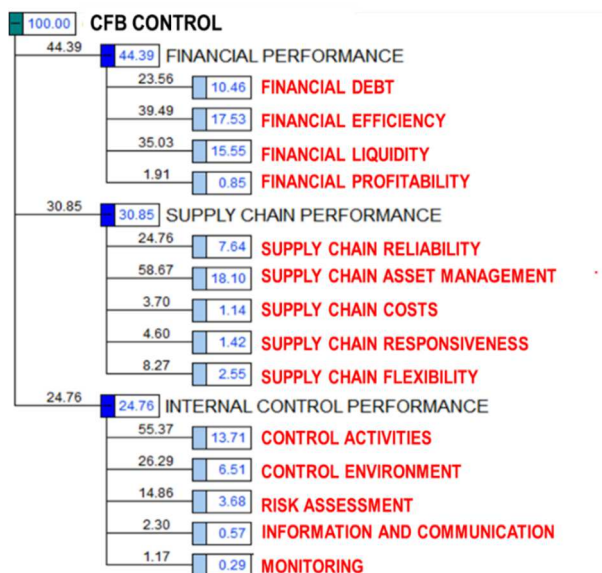 100.00 CFB CONTROL
44.39 44.39 FINANCIAL PERFORMANCE
23.56 10.46 FINANCIAL DEBT
39.49 17.53 FINANCIAL EFFICIENCY
35.03 15.55 FINANCIAL LIQUIDITY
1.91 0.85 FINANCIAL PROFITABILITY
30.85 30.85 SUPPLY CHAIN PERFORMANCE
24.76 7.64 SUPPLY CHAIN RELIABILITY
58.67 18.10 SUPPLY CHAIN ASSET MANAGEMENT
3.70 1.14 SUPPLY CHAIN COSTS
4.60 1.42 SUPPLY CHAIN RESPONSIVENESS
8.27 2.55 SUPPLY CHAIN FLEXIBILITY
24.76 24.76 INTERNAL CONTROL PERFORMANCE
55.37 13.71 CONTROL ACTIVITIES
26.29 6.51 CONTROL ENVIRONMENT
14.86 3.68 RISK ASSESSMENT
2.30 0.57 INFORMATION AND COMMUNICATION
1.17 0.29 MONITORING